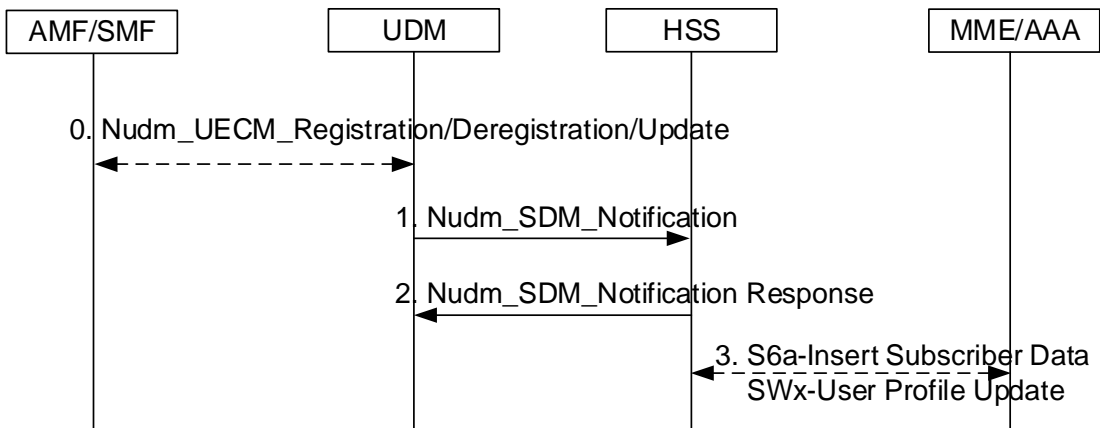 AMF/SMF
UDM
HSS
MME/AAA
0. Nudm_UECM_Registration/Deregistration/Update
1. Nudm_SDM_Notification
2. Nudm_SDM_Notification Response
3. S6a-Insert Subscriber Data
SWx-User Profile Update